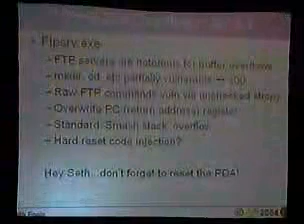 - Ftpsrv.exe
– FTP servers are notorious for buffer overflows
– mkdir, cd, etc partially vulnerable
– Raw FTP commands vuln via unchecked strcpy
– Overwrite PC (return address) register
– Standard "Smash stack" overflow
– Hard reset code injection?
Hey Seth...don't forget to reset the PDA!
2004